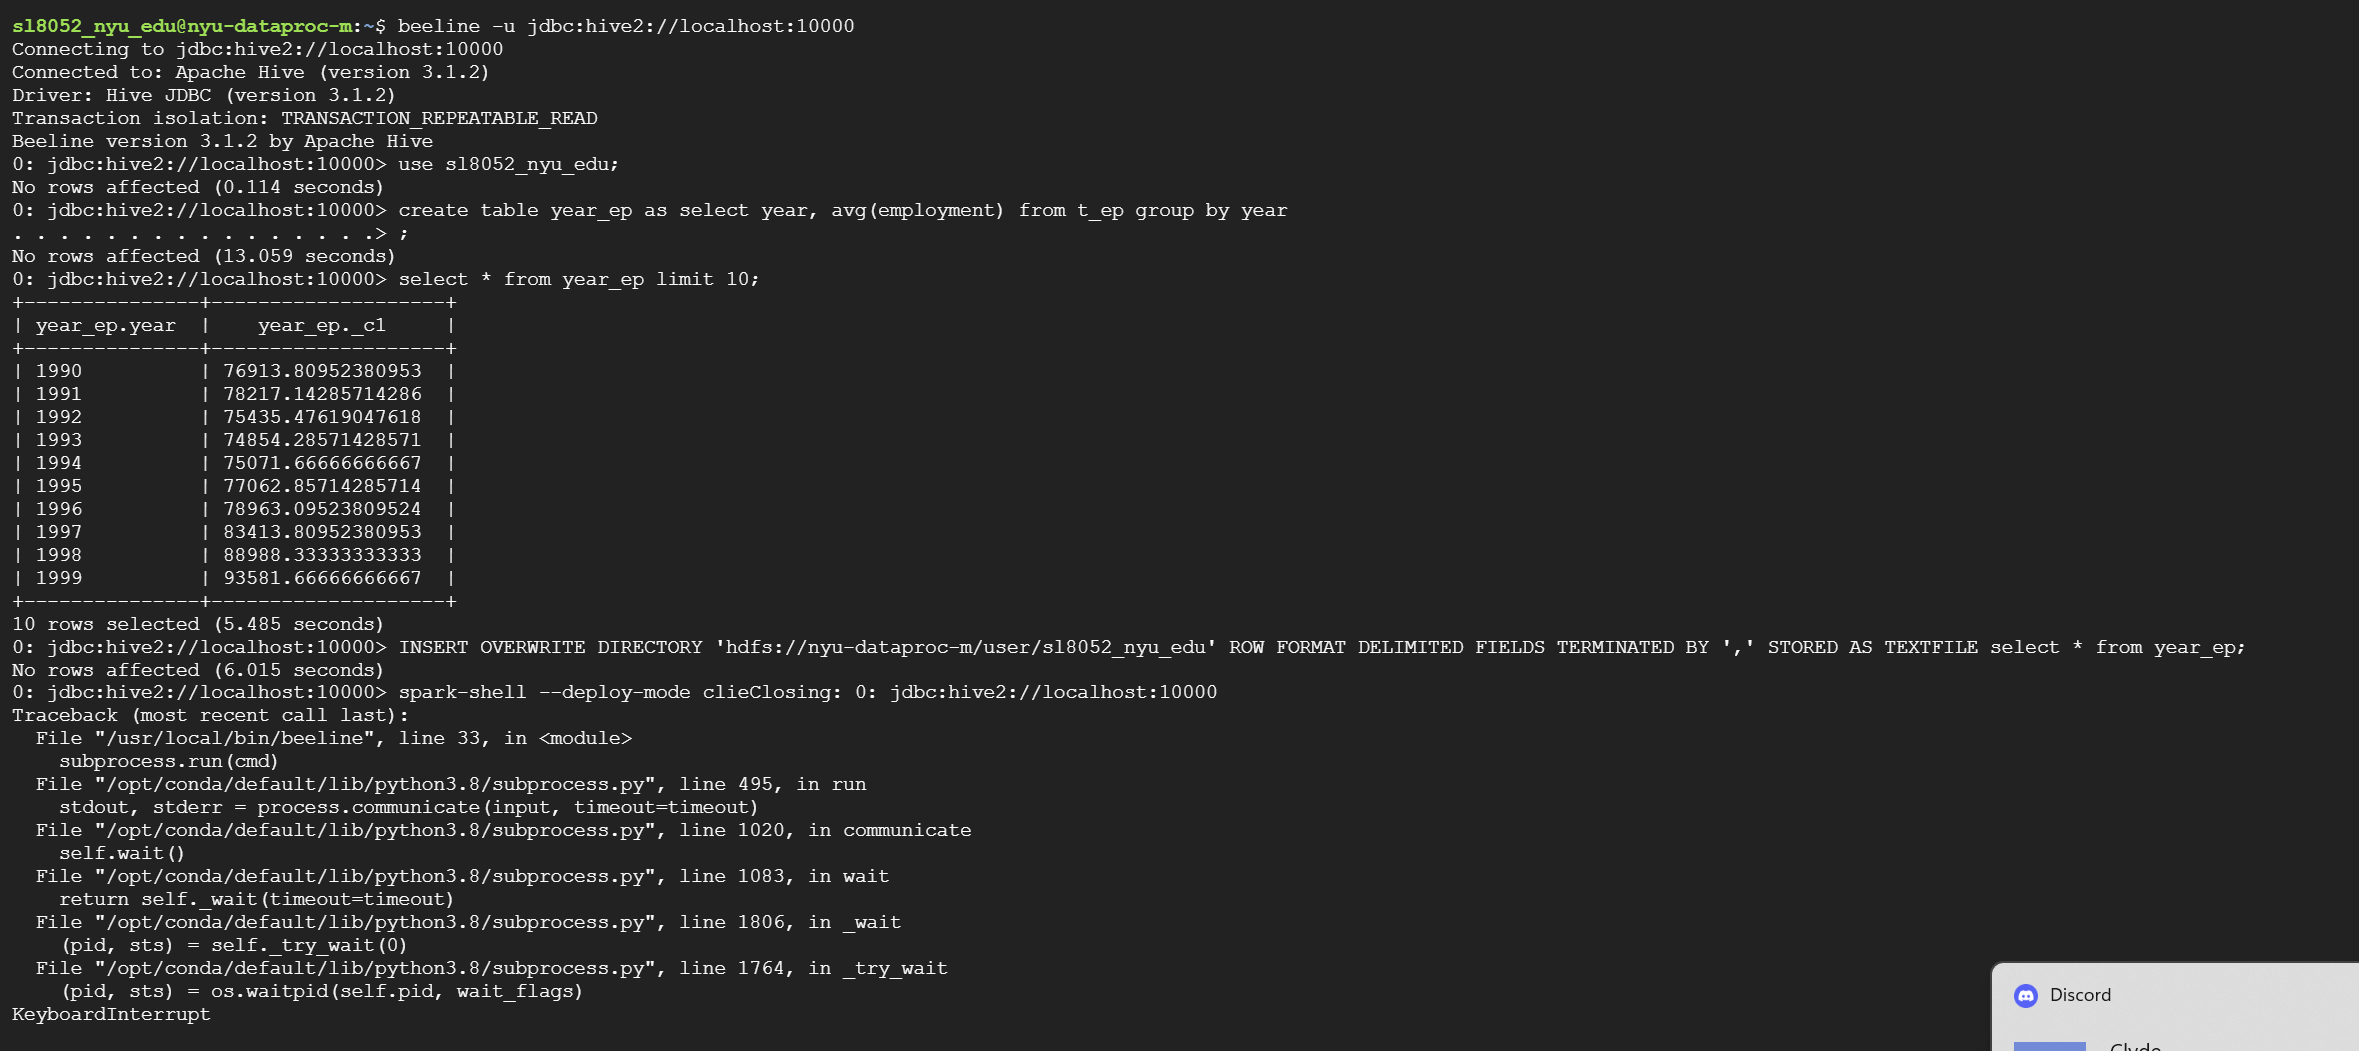 sl8052_nyu_edu@nyu-dataproc-m:~$ beeline -u jdbc:hive2://localhost:10000
Connecting to jdbc:hive2://localhost:10000
Connected to: Apache Hive (version 3.1.2)
Driver: Hive JDBC (version 3.1.2)
Transaction isolation: TRANSACTION_REPEATABLE_READ
Beeline version 3.1.2 by Apache Hive
0: jdbc:hive2://localhost:10000> use sl8052_nyu_edu;
No rows affected (0.114 seconds)
0: jdbc:hive2://localhost:10000> create table year_ep as select year, avg(employment) from t_ep group by year
. . . . . . . . . . . . . . . .> ;
No rows affected (13.059 seconds)
0: jdbc:hive2://localhost:10000> select * from year_ep limit 10;
+---------------+--------------------+
| year_ep.year  |    year_ep._c1     |
+---------------+--------------------+
| 1990          | 76913.80952380953  |
| 1991          | 78217.14285714286  |
| 1992          | 75435.47619047618  |
| 1993          | 74854.28571428571  |
| 1994          | 75071.66666666667  |
| 1995          | 77062.85714285714  |
| 1996          | 78963.09523809524  |
| 1997          | 83413.80952380953  |
| 1998          | 88988.33333333333  |
| 1999          | 93581.66666666667  |
+---------------+--------------------+
10 rows selected (5.485 seconds)
0: jdbc:hive2://localhost:10000> INSERT OVERWRITE DIRECTORY 'hdfs://nyu-dataproc-m/user/sl8052_nyu_edu' ROW FORMAT DELIMITED FIELDS TERMINATED BY ',' STORED AS TEXTFILE select * from year_ep;
No rows affected (6.015 seconds)
0: jdbc:hive2://localhost:10000> spark-shell --deploy-mode clieClosing: 0: jdbc:hive2://localhost:10000
Traceback (most recent call last):
  File "/usr/local/bin/beeline", line 33, in <module>
    subprocess.run(cmd)
  File "/opt/conda/default/lib/python3.8/subprocess.py", line 495, in run
    stdout, stderr = process.communicate(input, timeout=timeout)
  File "/opt/conda/default/lib/python3.8/subprocess.py", line 1020, in communicate
    self.wait()
  File "/opt/conda/default/lib/python3.8/subprocess.py", line 1083, in wait
    return self._wait(timeout=timeout)
  File "/opt/conda/default/lib/python3.8/subprocess.py", line 1806, in _wait
    (pid, sts) = self._try_wait(0)
  File "/opt/conda/default/lib/python3.8/subprocess.py", line 1764, in _try_wait
    (pid, sts) = os.waitpid(self.pid, wait_flags)
KeyboardInterrupt
Discord
Clyde